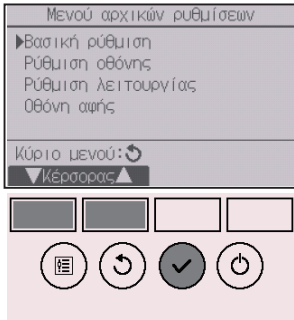 Μενού αρχικών ρυθμίσεων
▶Βασική ρύθμιση
Ρύθμιση οθόνης
Ρύθμιση λειτουργίας
Οθόνη αφής
Κύριο μενού:
▼Κέρσορας▲